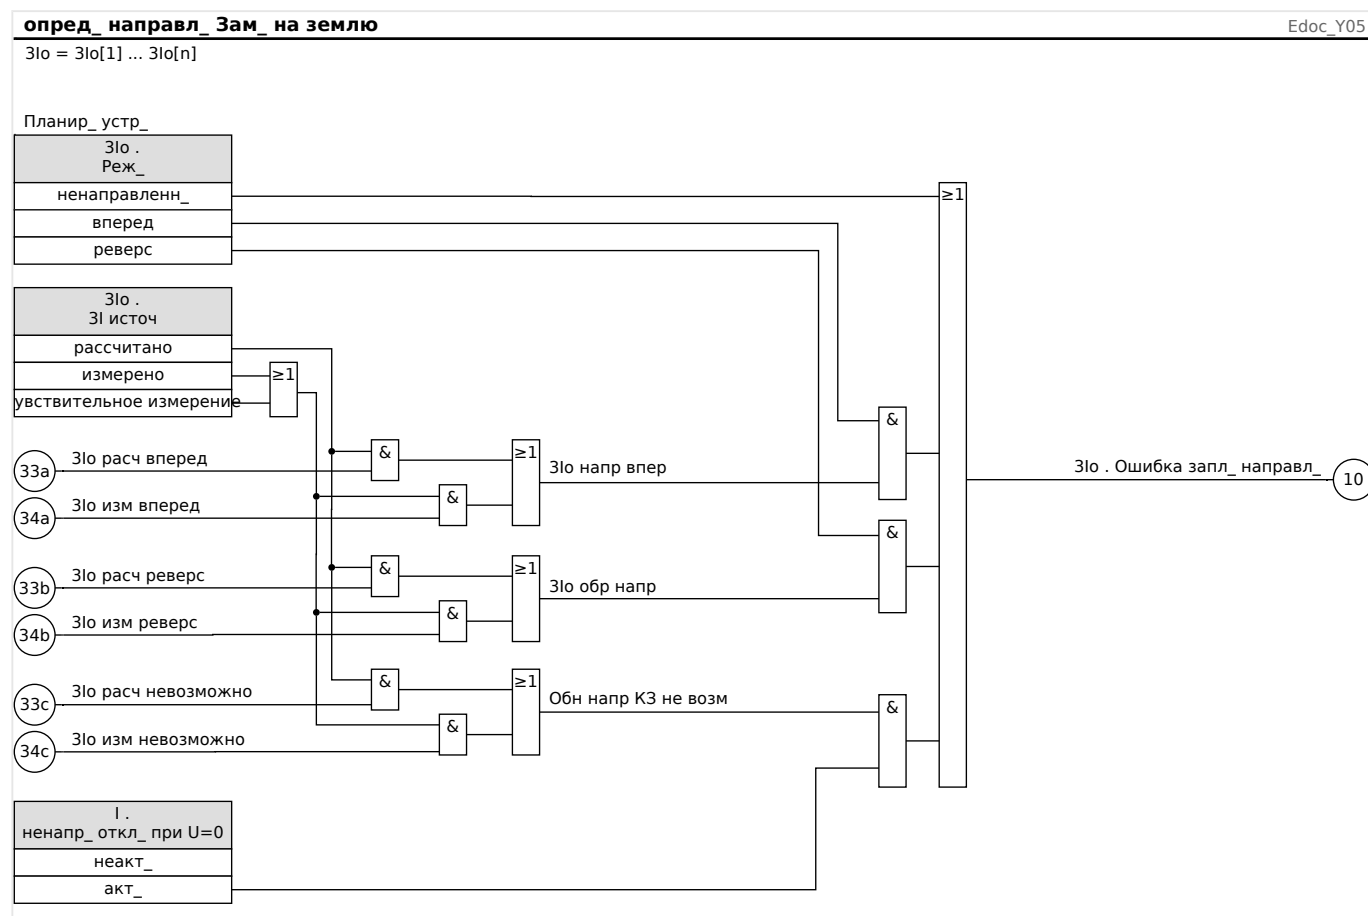 опред_ направл_ Зам_ на землю
Edoc_Y05
3Io = 3Io[1] ... 3Io[n]
Планир_ устр_
3Io .
Реж_
ненаправленн_
вперед
реверс
≥1
3Io .
3I источ
рассчитано
измерено
≥1
увствительное измерение
&
33a
3Io расч вперед
&
≥1
3Io напр впер
3Io . Ошибка запл_ направл_
10
34a
3Io изм вперед
&
&
33b
3Io расч реверс
&
≥1
3Io обр напр
34b
3Io изм реверс
&
33c
3Io расч невозможно
&
≥1
Обн напр КЗ не возм
&
34c
3Io изм невозможно
&
I .
ненапр_ откл_ при U=0
неакт_
акт_